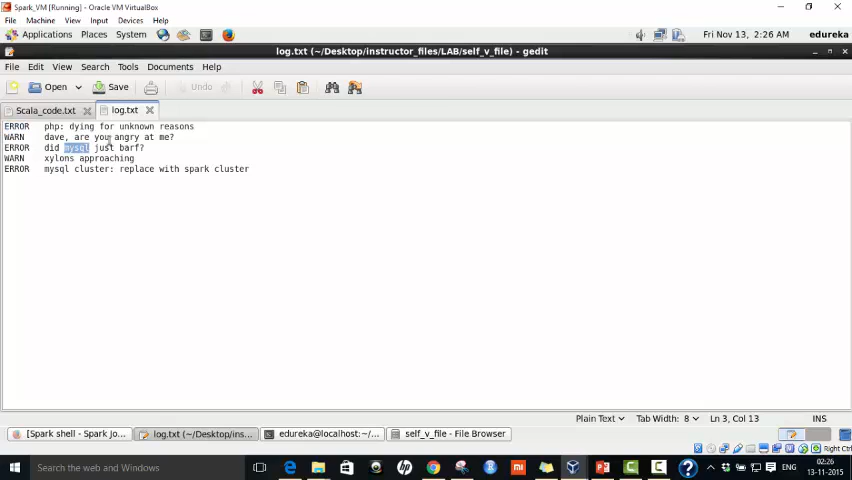 Spark_VM [Running] - Oracle VM VirtualBox
File Machine View Input Devices Help
Applications Places System Fri Nov 13, 2:26 AM edureka
log.txt (~/Desktop/instructor_files/LAB/self_v_file) - gedit
File Edit View Search Tools Documents Help
Open Save Undo
Scala_code.txt log.txt
ERROR php: dying for unknown reasons
WARN dave, are you angry at me?
ERROR did mysql just barf?
WARN xylons approaching
ERROR mysql cluster: replace with spark cluster
Plain Text Tab Width: 8 Ln 3, Col 13 INS
[Spark shell - Spark Jo... log.txt (~/Desktop/ins... edureka@localhost:~/... self_v_file - File Browser
Right Ctrl
Search the web and Windows
hp mi ENG 02:26
13-11-2015